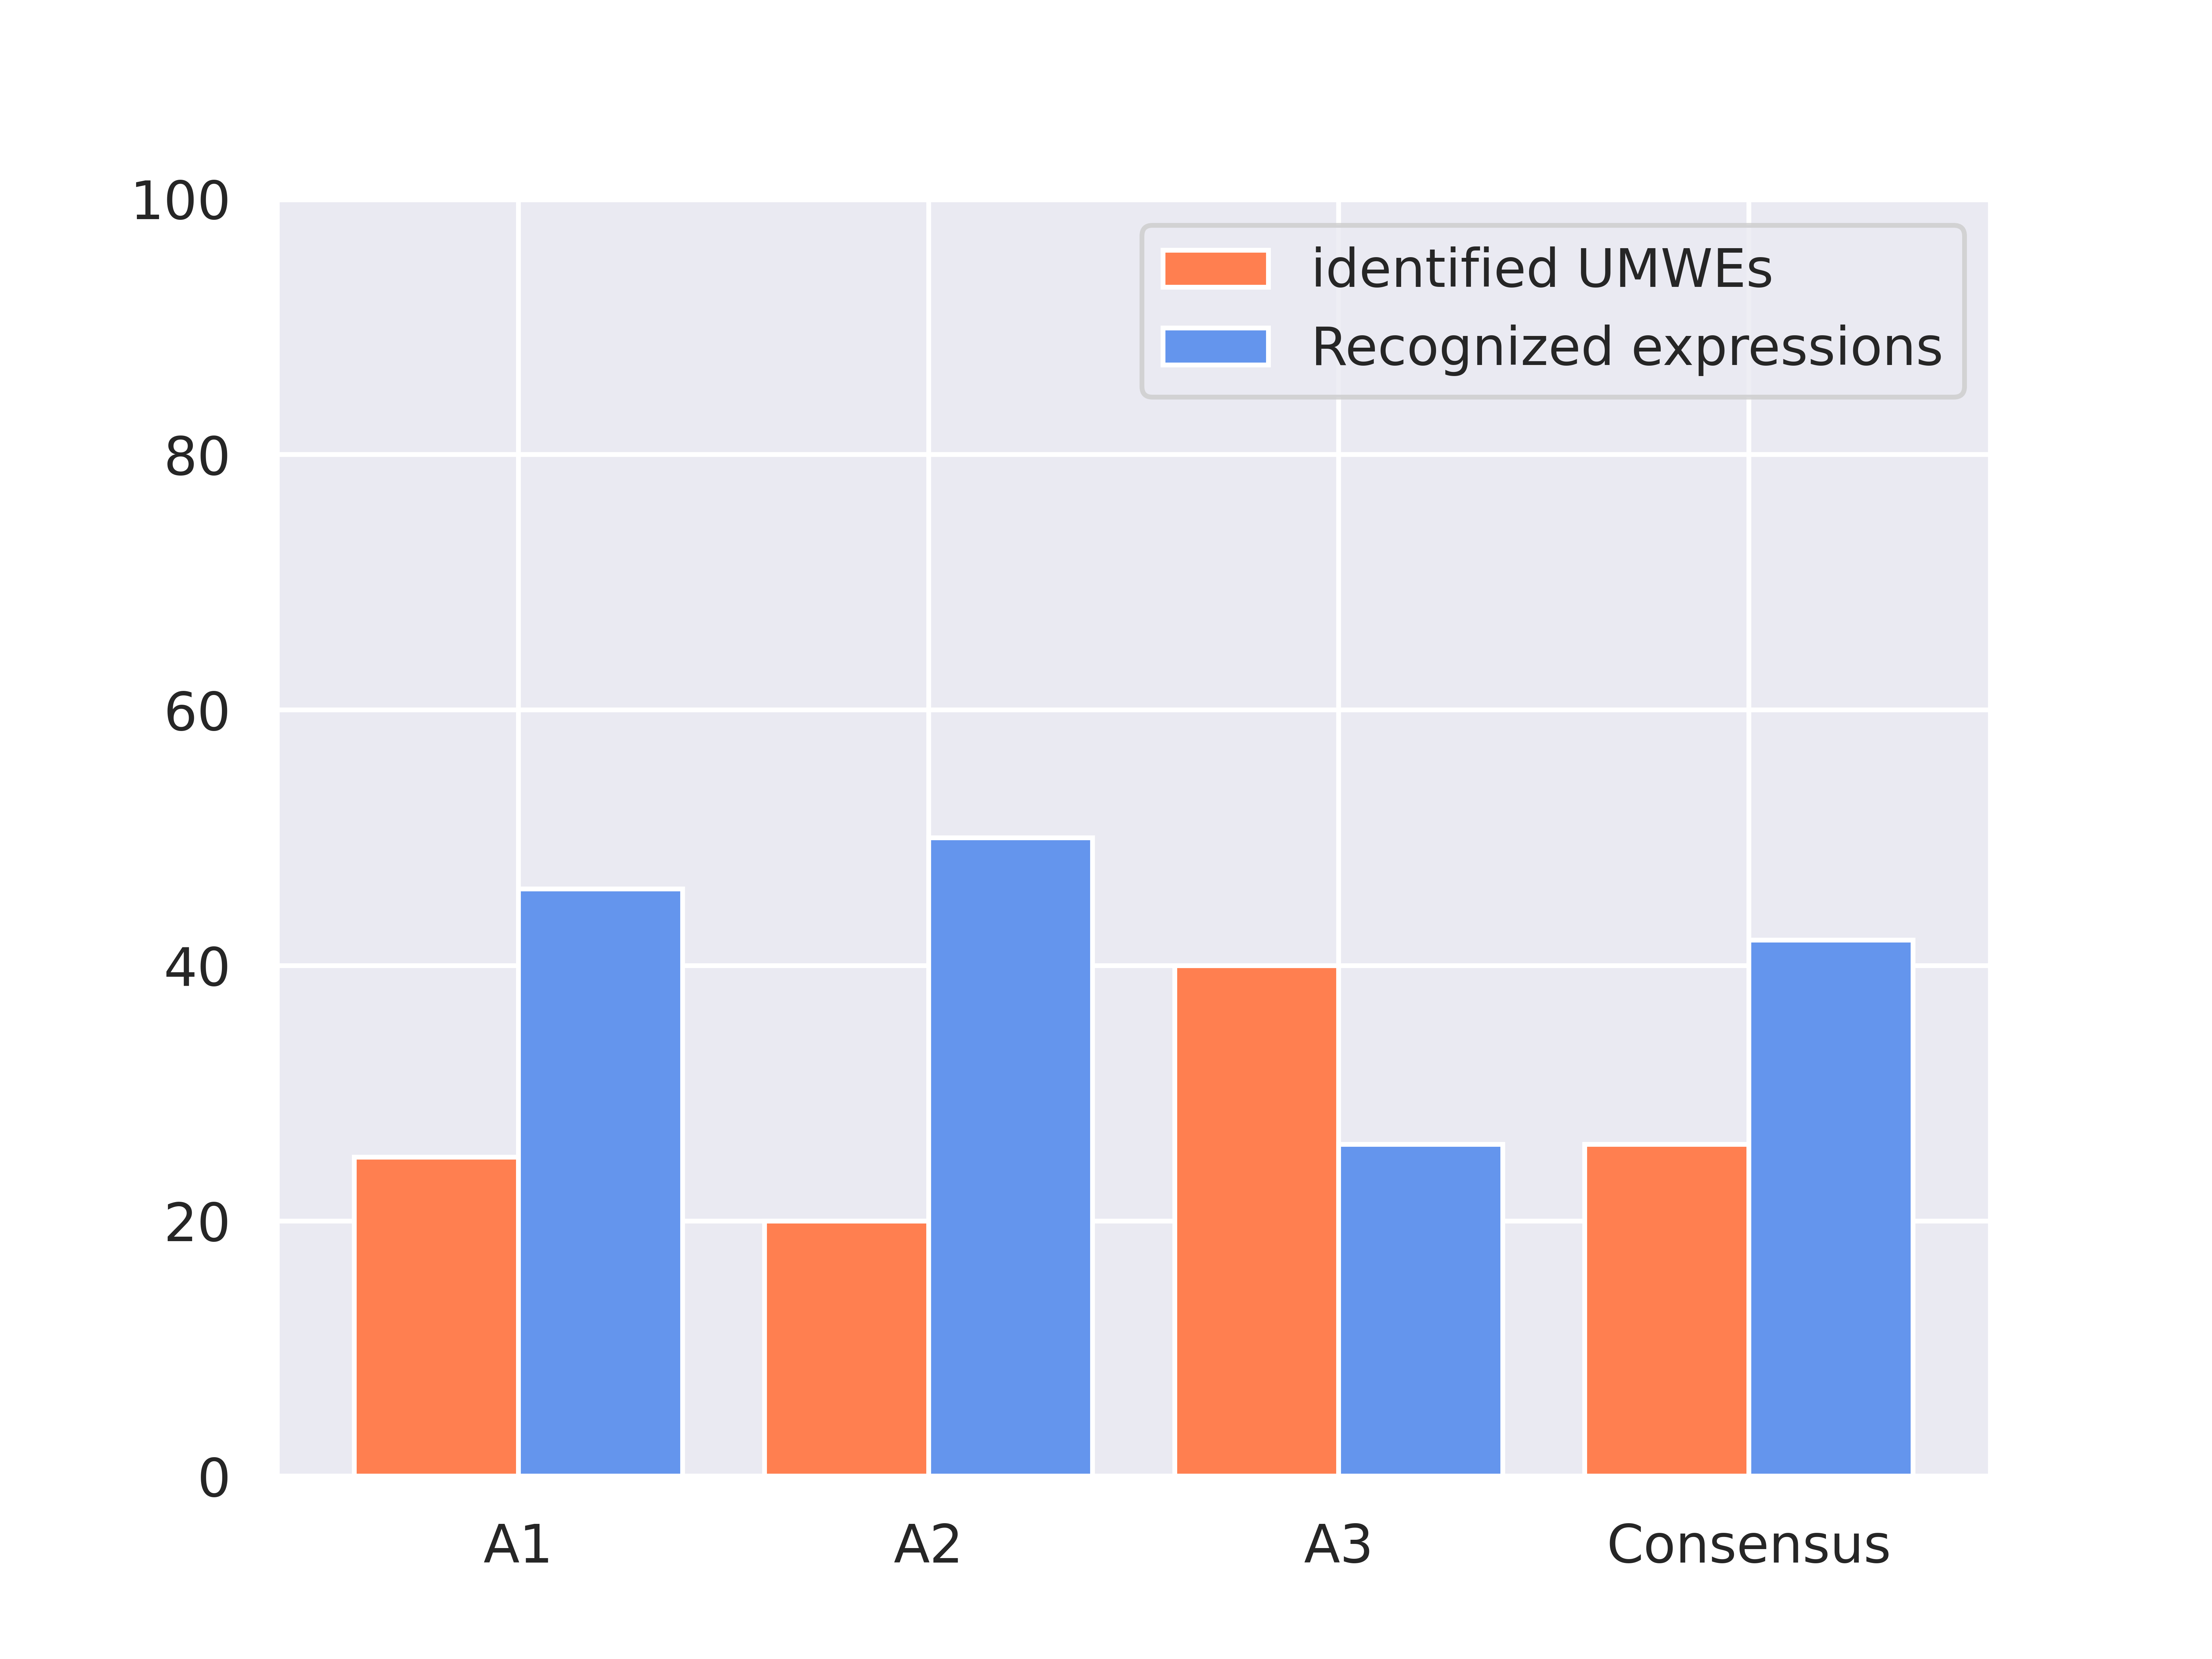 100
80
60
40
20
0
identified UMWEs
Recognized expressions
A1 A2 A3 Consensus